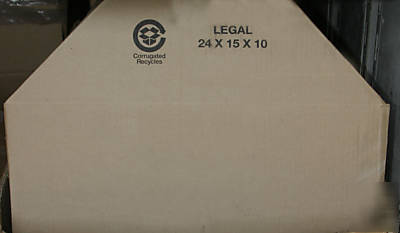 LEGAL
24 X 15 X 10
Corrugated
Recycles